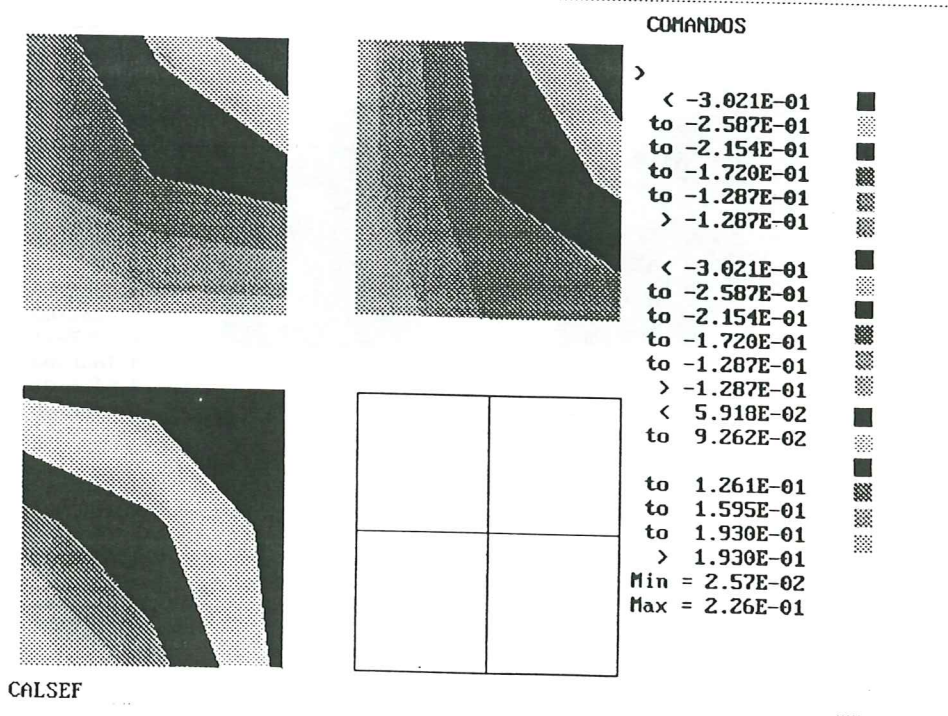 COMANDOS
>
< -3.021E-01
to -2.587E-01
to -2.154E-01
to -1.720E-01
to -1.287E-01
> -1.287E-01
< -3.021E-01
to -2.587E-01
to -2.154E-01
to -1.720E-01
to -1.287E-01
> -1.287E-01
< 5.918E-02
to 9.262E-02
to 1.261E-01
to 1.595E-01
to 1.930E-01
> 1.930E-01
Min = 2.57E-02
Max = 2.26E-01
CALSEF